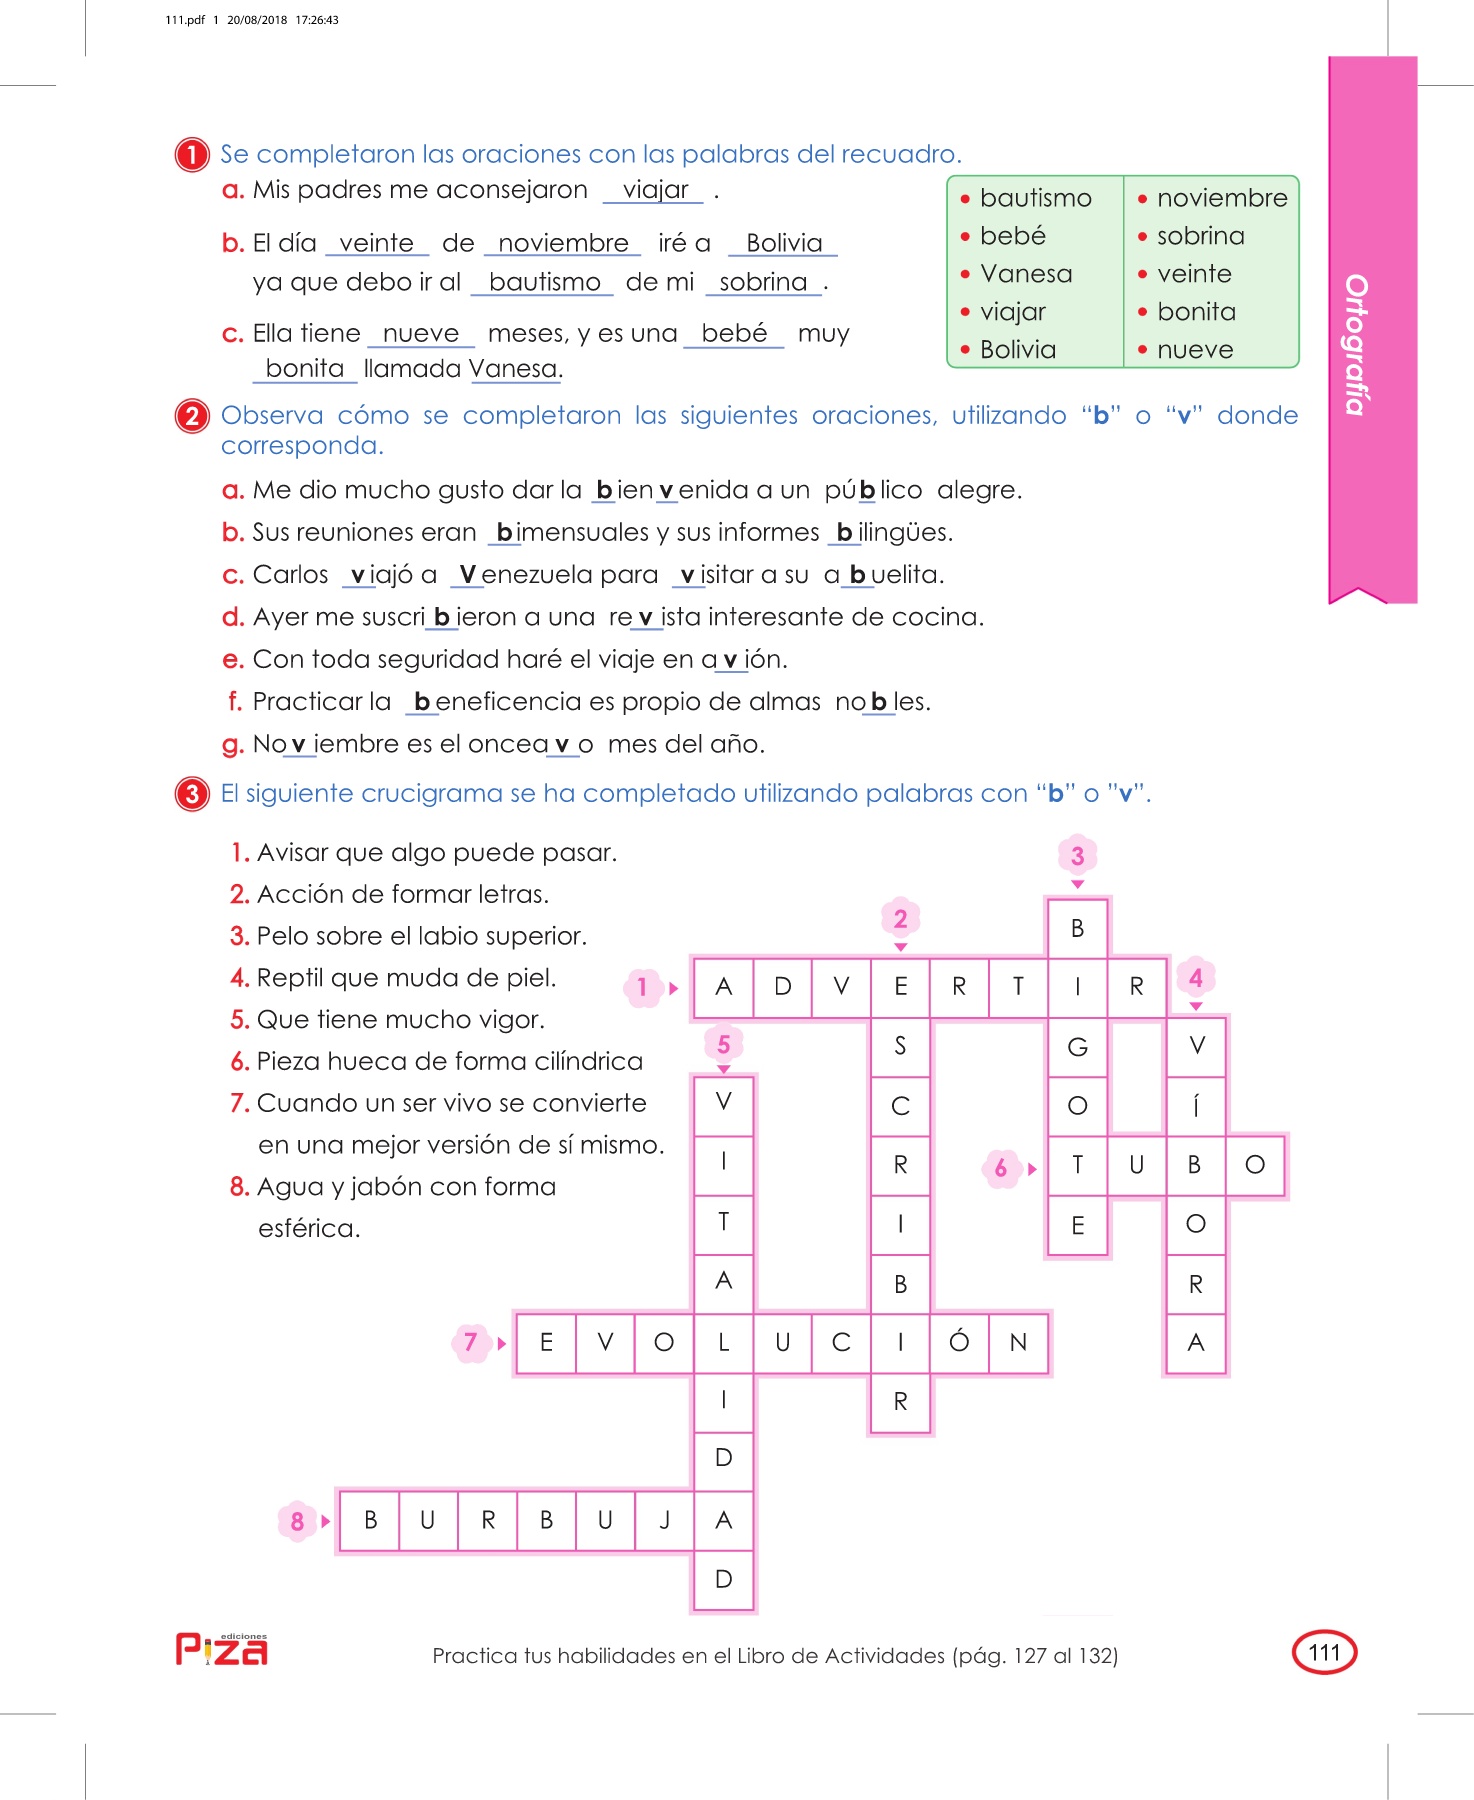 111.pdf 1 20/08/2018 17:26:43
1 Se completaron las oraciones con las palabras del recuadro.
a. Mis padres me aconsejaron viajar .
b. El día veinte de noviembre iré a Bolivia
ya que debo ir al bautismo de mi sobrina .
c. Ella tiene nueve meses, y es una bebé muy
bonita llamada Vanesa.
• bautismo
• bebé
• Vanesa
• viajar
• Bolivia
• noviembre
• sobrina
• veinte
• bonita
• nueve
Ortografía
2 Observa cómo se completaron las siguientes oraciones, utilizando “b” o “v” donde
corresponda.
a. Me dio mucho gusto dar la bienvenida a un público alegre.
b. Sus reuniones eran bimensuales y sus informes bilingües.
c. Carlos viajó a Venezuela para visitar a su abuelita.
d. Ayer me suscribieron a una revista interesante de cocina.
e. Con toda seguridad haré el viaje en avión.
f. Practicar la beneficencia es propio de almas nobles.
g. Noviembre es el onceavo mes del año.
3 El siguiente crucigrama se ha completado utilizando palabras con “b” o ”v”.
1. Avisar que algo puede pasar.
2. Acción de formar letras.
3. Pelo sobre el labio superior.
4. Reptil que muda de piel.
5. Que tiene mucho vigor.
6. Pieza hueca de forma cilíndrica
7. Cuando un ser vivo se convierte
en una mejor versión de sí mismo.
8. Agua y jabón con forma
esférica.
3
2
B
1 A D V E R T I R 4
5 S G V
V C O Í
I R 6 T U B O
T I E O
A B R
7 E V O L U C I Ó N A
I R
D
8 B U R B U J A
D
ediciones
Piza
Practica tus habilidades en el Libro de Actividades (pág. 127 al 132)
111